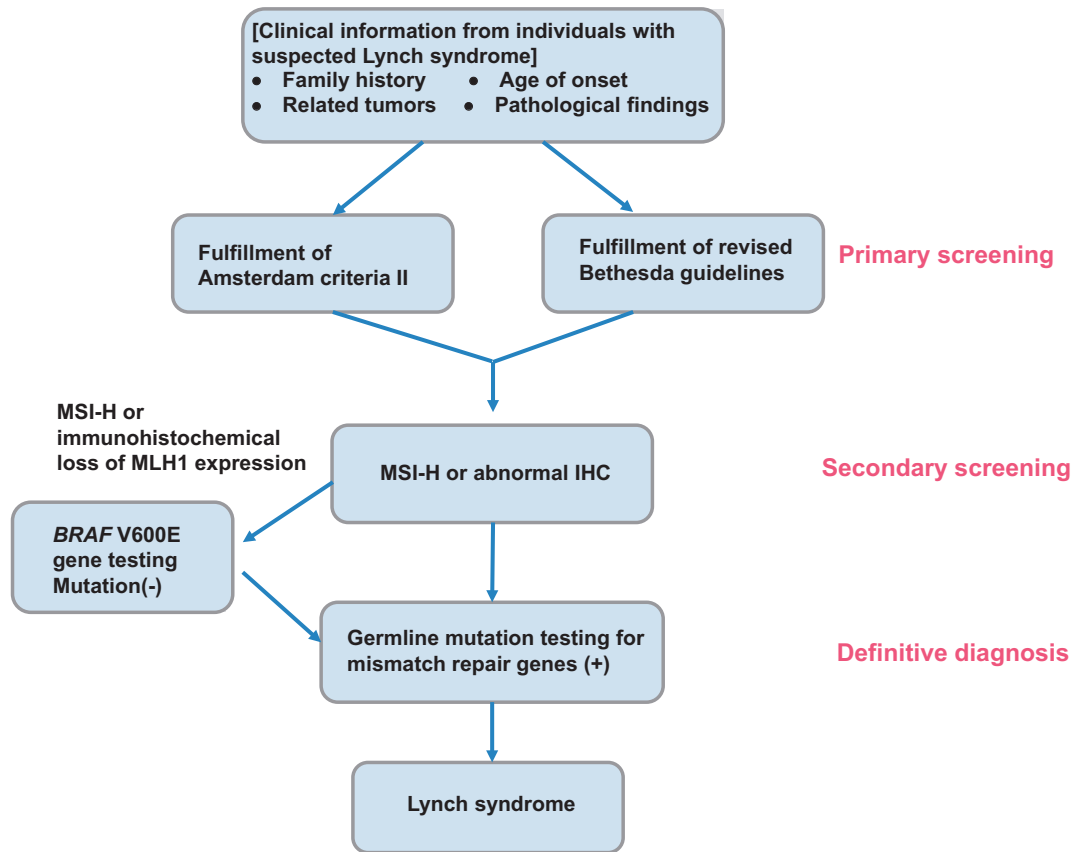 [Clinical information from individuals with
suspected Lynch syndrome]
• Family history • Age of onset
• Related tumors • Pathological findings
Fulfillment of
Amsterdam criteria II
Fulfillment of revised
Bethesda guidelines
Primary screening
MSI-H or
immunohistochemical
loss of MLH1 expression
MSI-H or abnormal IHC
Secondary screening
BRAF V600E
gene testing
Mutation(-)
Germline mutation testing for
mismatch repair genes (+)
Definitive diagnosis
Lynch syndrome